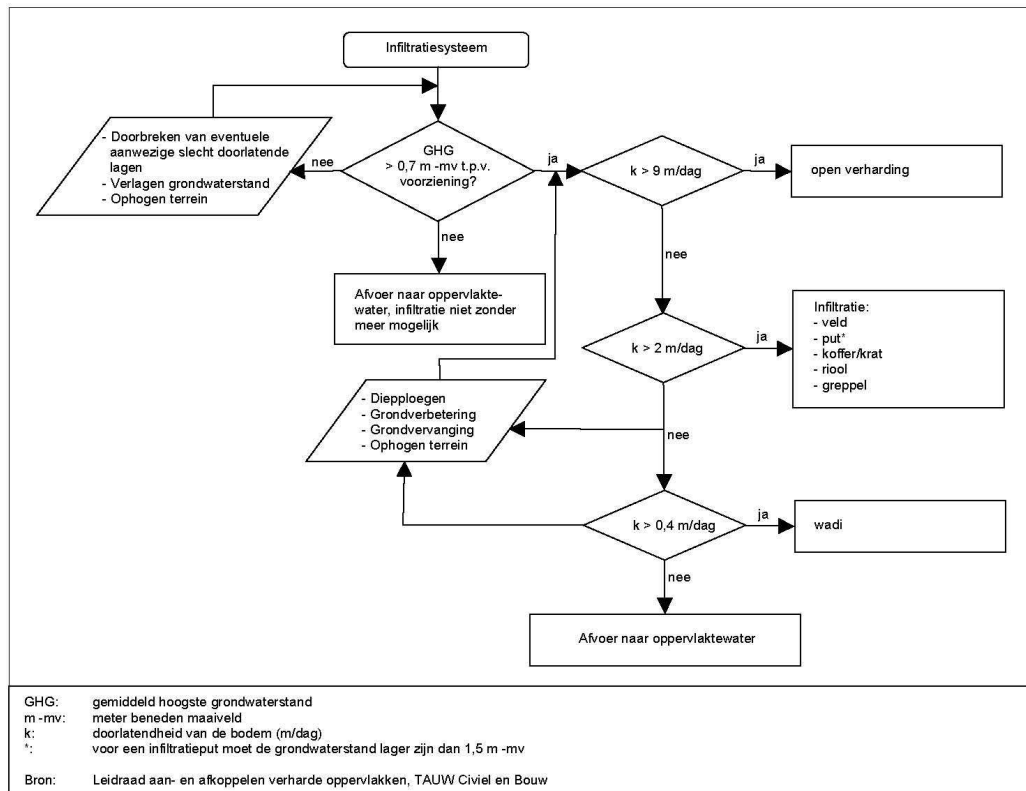 Infiltratiesysteem
- Doorbreken van eventuele
aanwezige slecht doorlatende
lagen
- Verlagen grondwaterstand
- Ophogen terrein
nee
GHG
> 0,7 m -mv t.p.v.
voorziening?
ja
k > 9 m/dag
ja
open verharding
nee
nee
Afvoer naar oppervlakte-
water, infiltratie niet zonder
meer mogelijk
k > 2 m/dag
ja
Infiltratie:
- veld
- put*
- koffer/krat
- riool
- greppel
- Diepploegen
- Grondverbetering
- Grondvervanging
- Ophogen terrein
nee
k > 0,4 m/dag
ja
wadi
nee
Afvoer naar oppervlaktewater
GHG: gemiddeld hoogste grondwaterstand
m -mv: meter beneden maaiveld
k: doorlatendheid van de bodem (m/dag)
*: voor een infiltratieput moet de grondwaterstand lager zijn dan 1,5 m -mv
Bron: Leidraad aan- en afkoppelen verharde oppervlakken, TAUW Civiel en Bouw